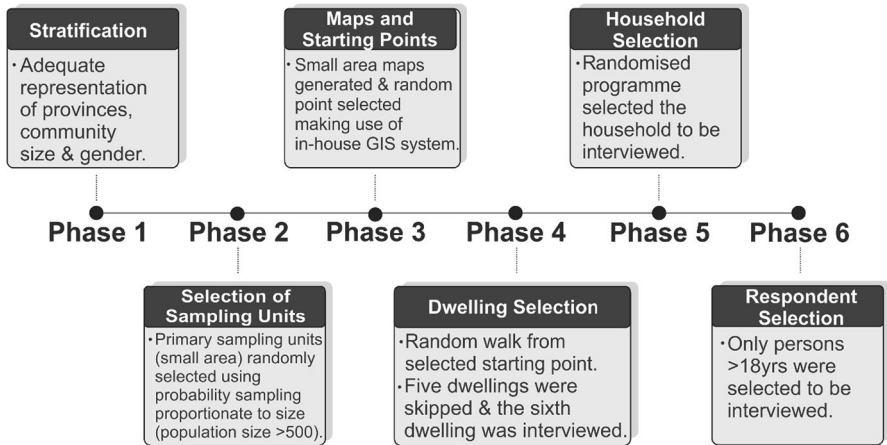 Stratification
· Adequate
representation
of provinces,
community
size & gender.
Maps and
Starting Points
· Small area maps
generated & random
point selected
making use of
in-house GIS system.
Household
Selection
· Randomised
programme
selected the
household to be
interviewed.
Phase 1
Phase 2
Phase 3
Phase 4
Phase 5
Phase 6
Selection of
Sampling Units
· Primary sampling units
(small area) randomly
selected using
probability sampling
proportionate to size
(population size >500).
Dwelling Selection
· Random walk from
selected starting point.
· Five dwellings were
skipped & the sixth
dwelling was interviewed.
Respondent
Selection
· Only persons
>18yrs were
selected to be
interviewed.